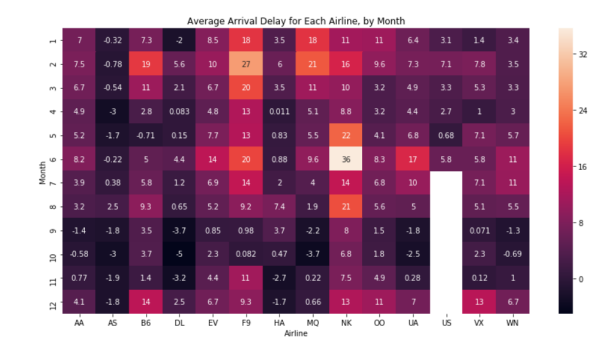 Average Arrival Delay for Each Airline, by Month
1 7 -0.32 7.3 -2 8.5 18 3.5 18 11 11 6.4 3.1 1.4 3.4
2 7.5 -0.78 19 5.6 10 27 6 21 16 9.6 7.3 7.1 7.8 3.5
3 6.7 -0.54 11 2.1 6.7 20 3.5 11 10 3.2 4.9 3.3 5.3 3.3
4 4.9 -3 2.8 0.083 4.8 13 0.011 5.1 8.8 3.2 4.4 2.7 1 3
5 5.2 -1.7 -0.71 0.15 7.7 13 0.83 5.5 22 4.1 6.8 0.68 7.1 5.7
6 8.2 -0.22 5 4.4 14 20 0.88 9.6 36 8.3 17 5.8 5.8 11
7 3.9 0.38 5.8 1.2 6.9 14 2 4 14 6.8 10 7.1 11
8 3.2 2.5 9.3 0.65 5.2 9.2 7.4 1.9 21 5.6 5 5.1 5.5
9 -1.4 -1.8 3.5 -3.7 0.85 0.98 3.7 -2.2 8 1.5 -1.8 0.071 -1.3
10 -0.58 -3 3.7 -5 2.3 0.082 0.47 -3.7 6.8 1.8 -2.5 2.3 -0.69
11 0.77 -1.9 1.4 -3.2 4.4 11 -2.7 0.22 7.5 4.9 0.28 0.12 1
12 4.1 -1.8 14 2.5 6.7 9.3 -1.7 0.66 13 11 7 13 6.7
AA AS B6 DL EV F9 HA MQ NK OO UA US VX WN
Airline
Month
32
24
16
8
0